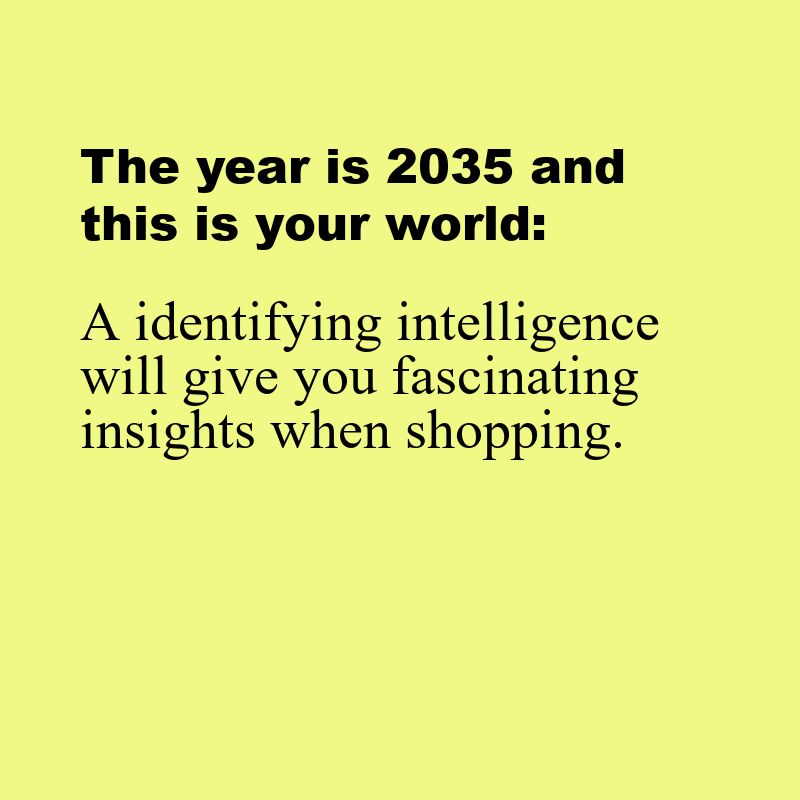 The year is 2035 and
this is your world:
A identifying intelligence
will give you fascinating
insights when shopping.